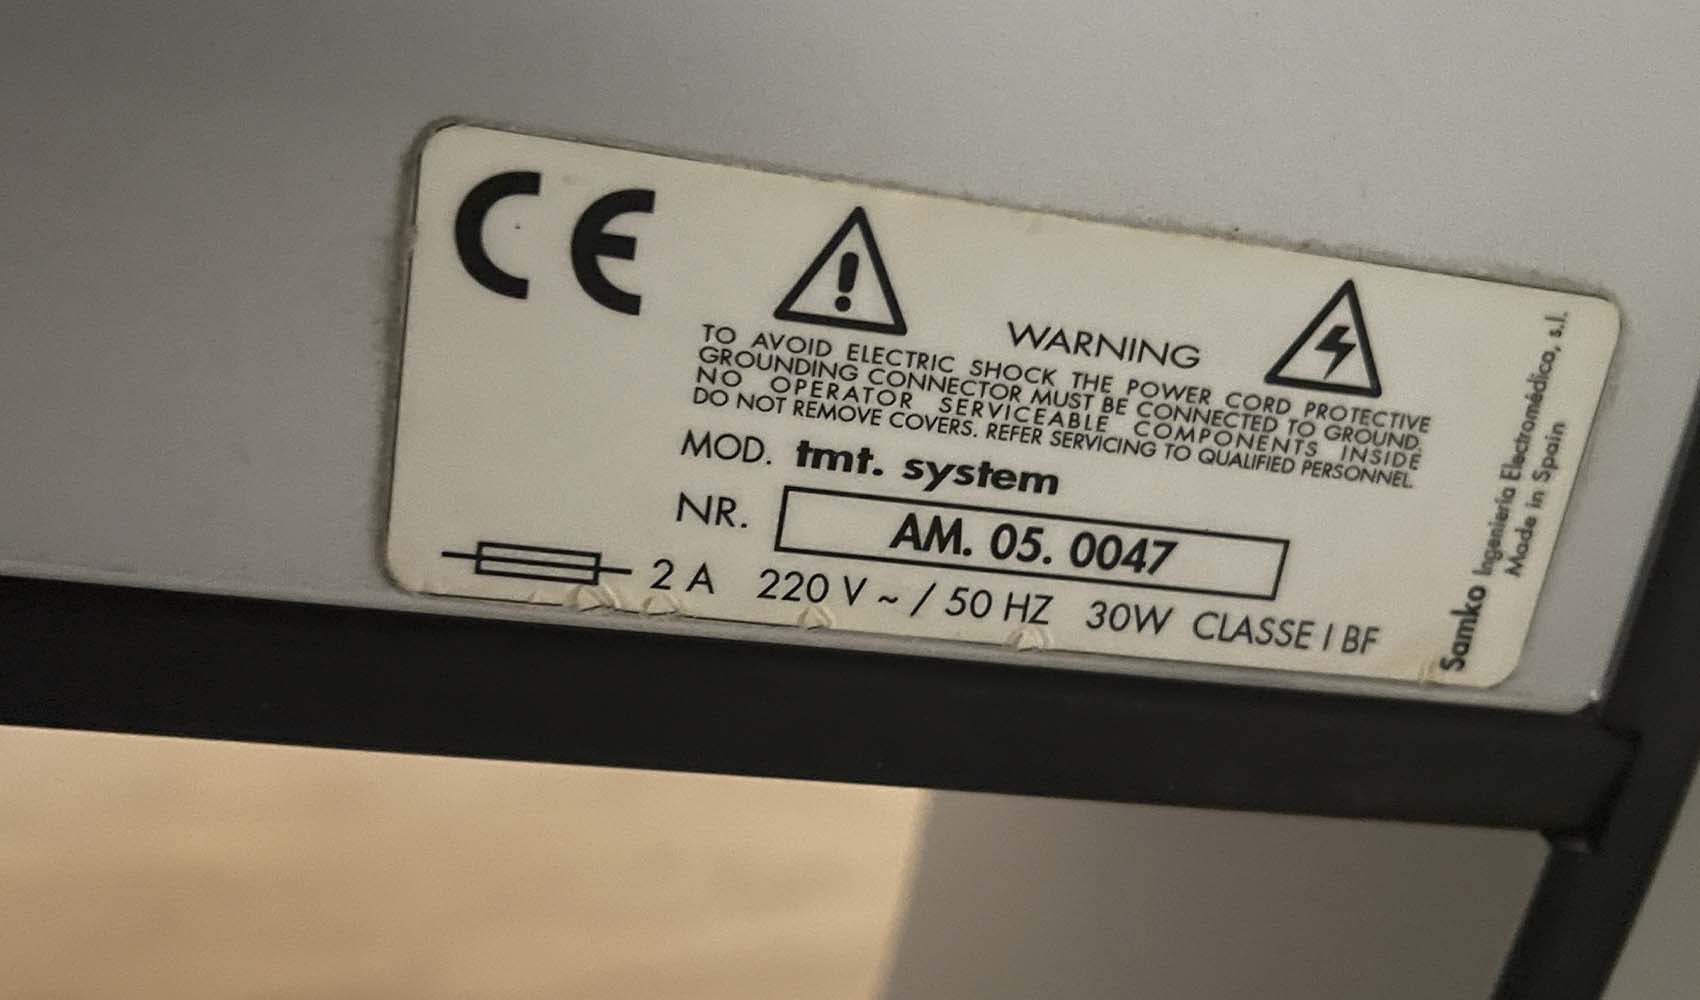 CE
WARNING
TO AVOID ELECTRIC SHOCK THE POWER CORD PROTECTIVE
GROUNDING CONNECTOR MUST BE CONNECTED TO GROUND.
NO OPERATOR SERVICEABLE COMPONENTS INSIDE
DO NOT REMOVE COVERS. REFER SERVICING TO QUALIFIED PERSONNEL.
MOD. tmt. system
NR. AM. 05. 0047
2 A 220 V ~ / 50 HZ 30W CLASSE I BF
Samko Ingeniería Electromédica, s.l.
Made in Spain